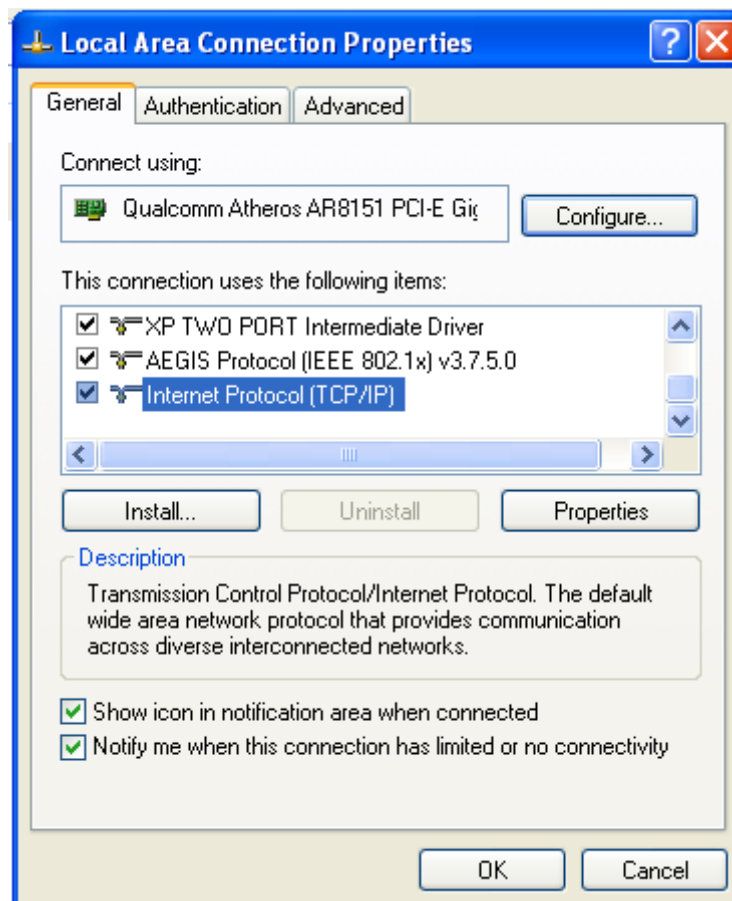 Local Area Connection Properties
General Authentication Advanced
Connect using:
Qualcomm Atheros AR8151 PCI-E Gig
Configure...
This connection uses the following items:
XP TWO PORT Intermediate Driver
AEGIS Protocol (IEEE 802.1x) v3.7.5.0
Internet Protocol (TCP/IP)
Install... Uninstall Properties
Description
Transmission Control Protocol/Internet Protocol. The default
wide area network protocol that provides communication
across diverse interconnected networks.
Show icon in notification area when connected
Notify me when this connection has limited or no connectivity
OK Cancel